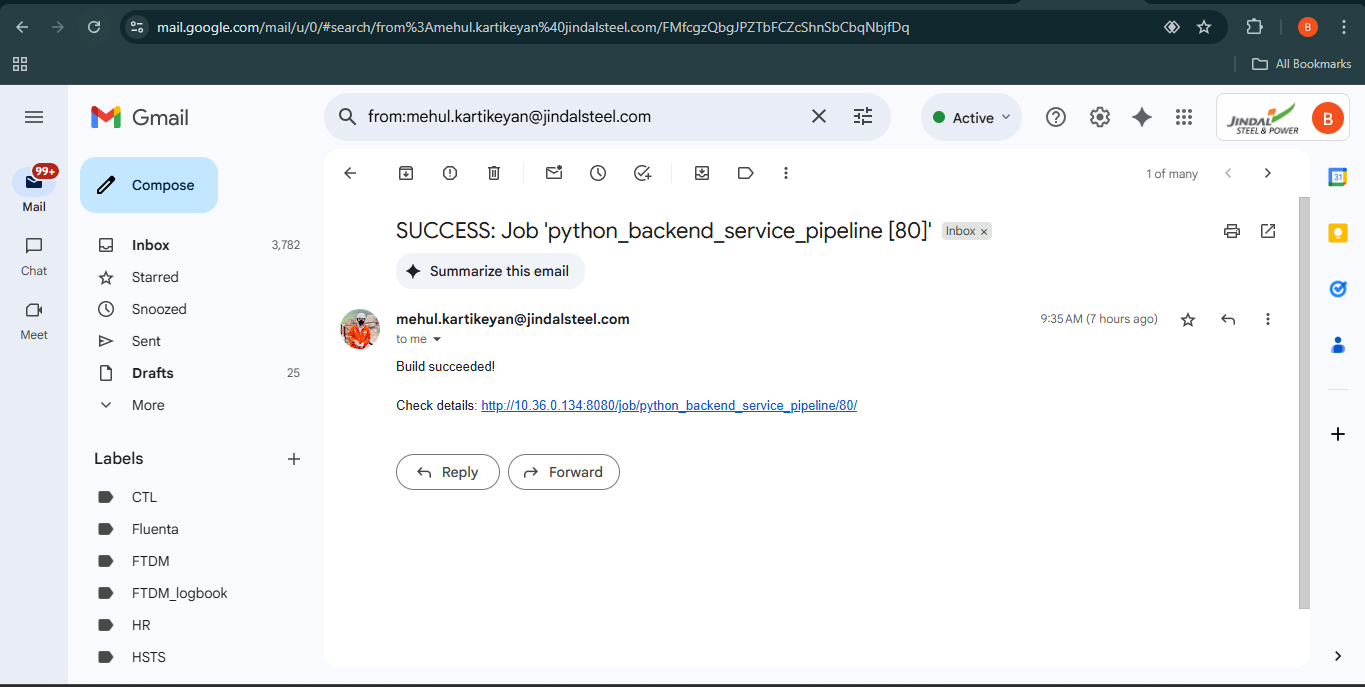 mail.google.com/mail/u/0/#search/from%3Amehul.kartikeyan%40jindalsteel.com/FMfcgzQbgJPZTbFCZcShnSbCbqNbjfDq
B
All Bookmarks
Gmail
from:mehul.kartikeyan@jindalsteel.com
Active
JINDAL
STEEL & POWER
B
99+
Mail
Chat
Meet
Compose
Inbox 3,782
Starred
Snoozed
Sent
Drafts 25
More
Labels
CTL
Fluenta
FTDM
FTDM_logbook
HR
HSTS
1 of many
SUCCESS: Job 'python_backend_service_pipeline [80]' Inbox x
Summarize this email
mehul.kartikeyan@jindalsteel.com 9:35 AM (7 hours ago)
to me
Build succeeded!
Check details: http://10.36.0.134:8080/job/python_backend_service_pipeline/80/
Reply Forward
31